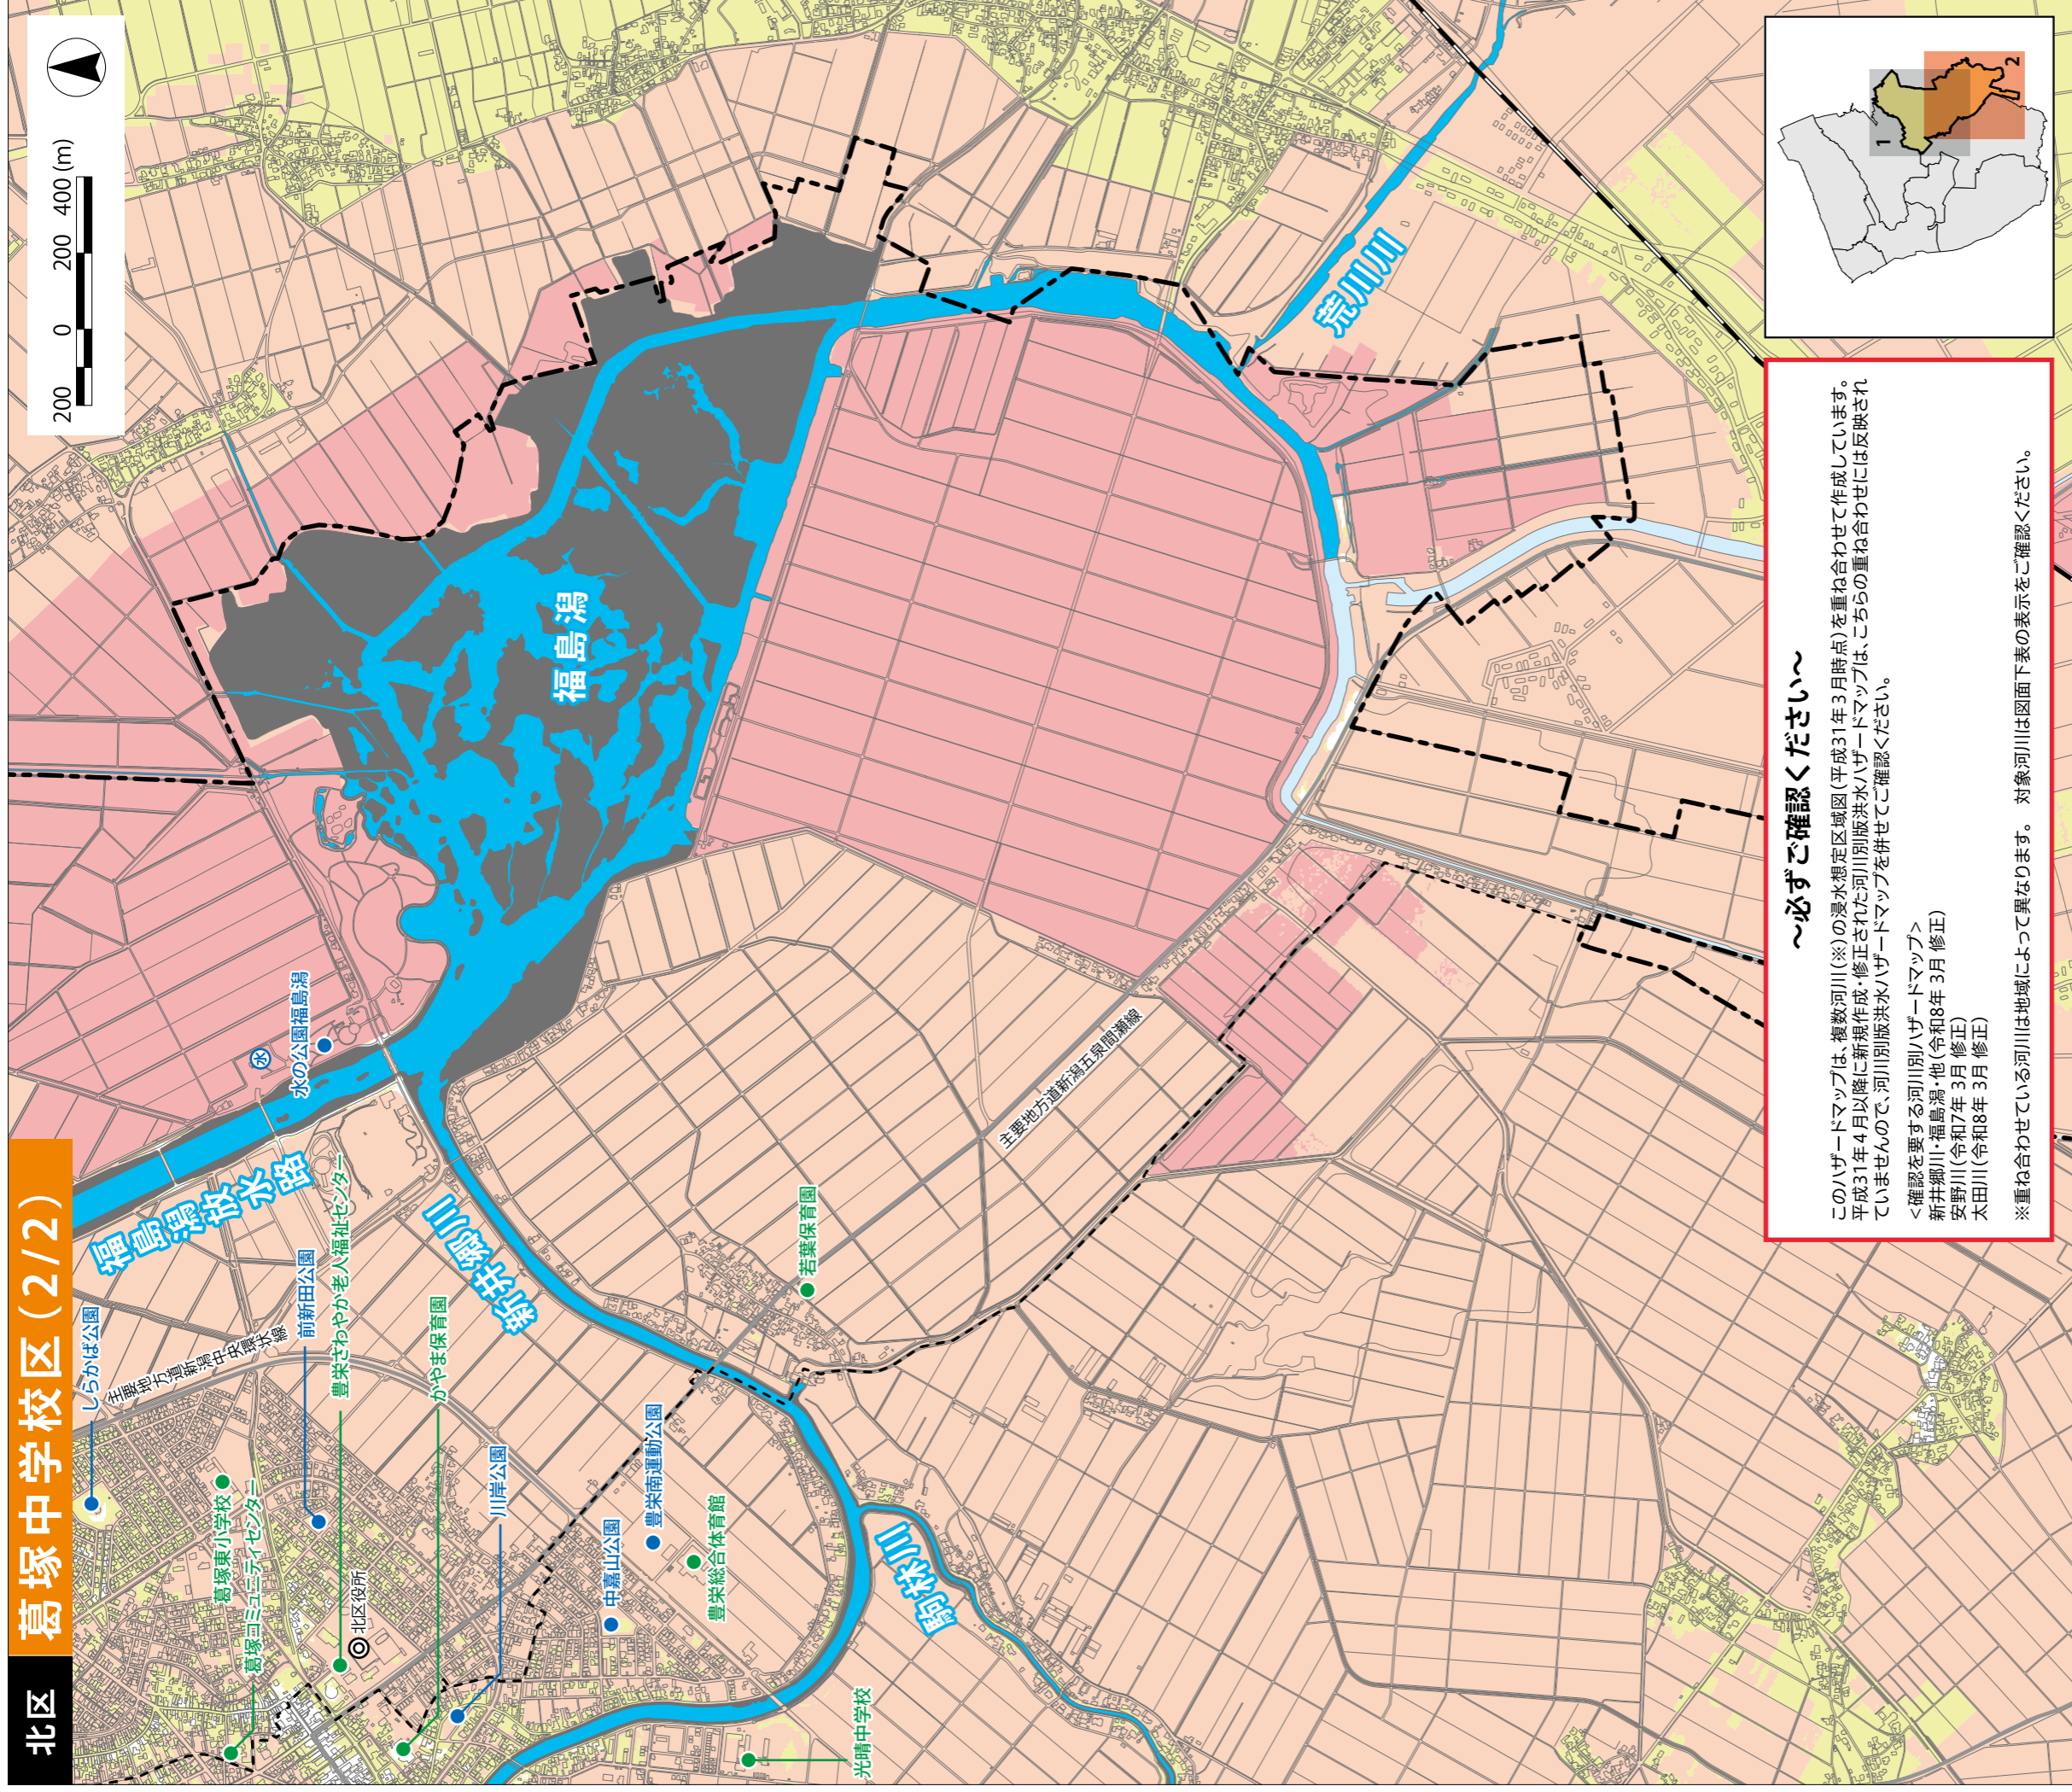 北区
葛塚中学校区(2/2)
200 0 200 400 (m)
しらかば公園
主要地方道新潟中央環状線
福島潟放水路
葛塚東小学校
葛塚コミュニティセンター
前新田公園
豊栄さわやか老人福祉センター
北区役所
かやま保育園
川岸公園
新井郷川
水
水の公園福島潟
福島潟
中嘉山公園
豊栄南運動公園
豊栄総合体育館
若葉保育園
光晴中学校
駒林川
主要地方道新潟五泉間瀬線
荒川川
1
2
～必ずご確認ください～
このハザードマップは、複数河川(※)の浸水想定区域図(平成31年3月時点)を重ね合わせて作成しています。
平成31年4月以降に新規作成・修正された河川別版洪水ハザードマップは、こちらの重ね合わせには反映され
ていませんので、河川別版洪水ハザードマップを併せてご確認ください。
<確認を要する河川別ハザードマップ>
新井郷川・福島潟・他(令和8年 3月 修正)
安野川(令和7年 3月 修正)
太田川(令和8年 3月 修正)
※重ね合わせている河川は地域によって異なります。 対象河川は図面下表の表示をご確認ください。